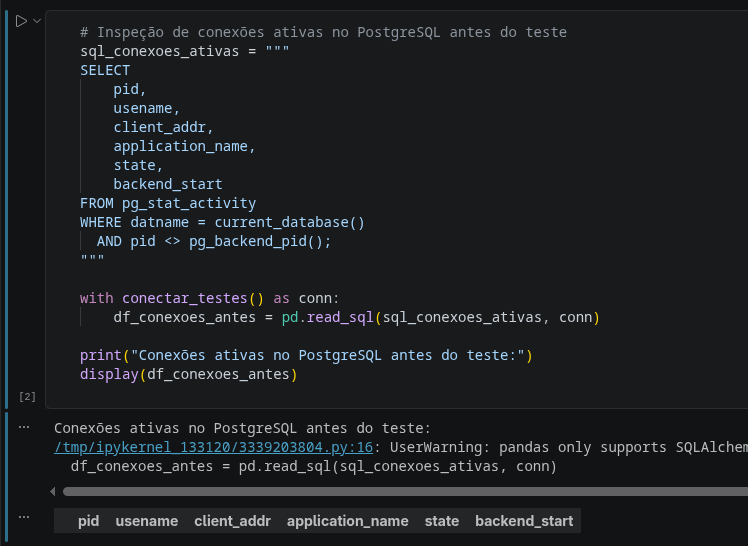 # Inspeção de conexões ativas no PostgreSQL antes do teste
sql_conexoes_ativas = """
SELECT
    pid,
    usename,
    client_addr,
    application_name,
    state,
    backend_start
FROM pg_stat_activity
WHERE datname = current_database()
  AND pid <> pg_backend_pid();
"""
with conectar_testes() as conn:
    df_conexoes_antes = pd.read_sql(sql_conexoes_ativas, conn)
print("Conexões ativas no PostgreSQL antes do teste:")
display(df_conexoes_antes)
[2]
... Conexões ativas no PostgreSQL antes do teste:
/tmp/ipykernel_133120/3339203804.py:16: UserWarning: pandas only supports SQLAlchem
  df_conexoes_antes = pd.read_sql(sql_conexoes_ativas, conn)
... pid usename client_addr application_name state backend_start